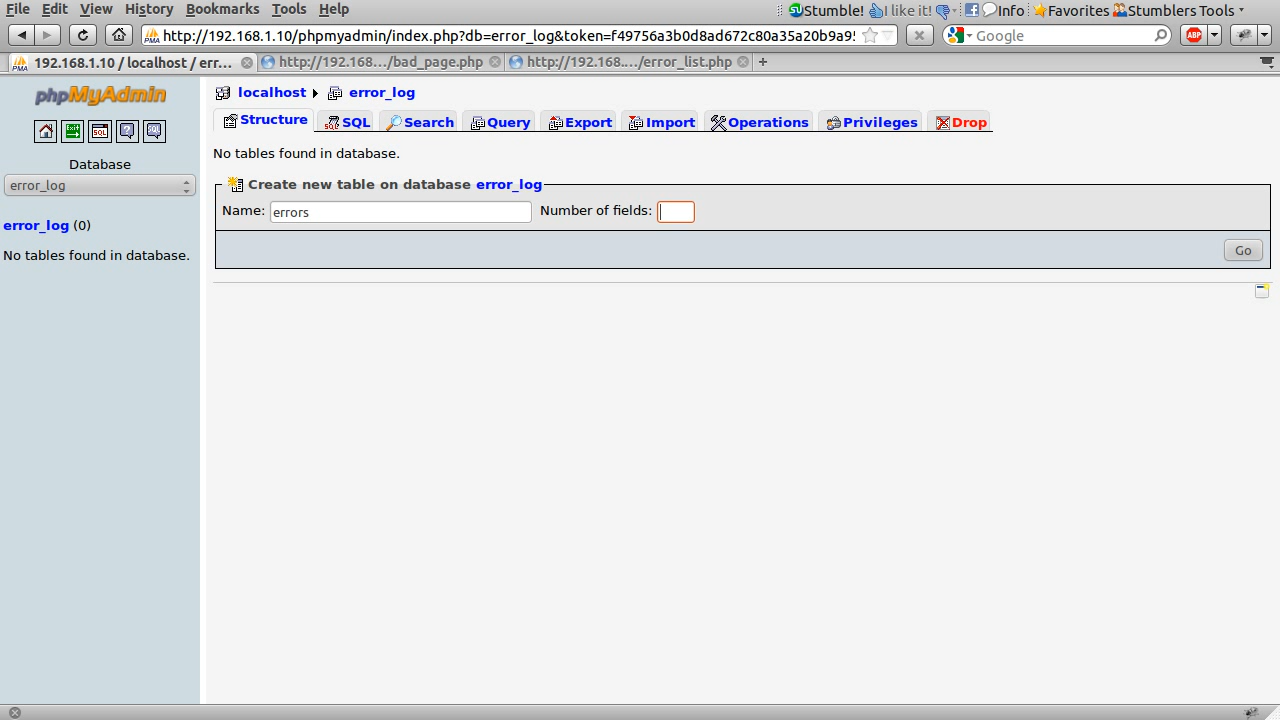 File Edit View History Bookmarks Tools Help Stumble! I like it! Info Favorites Stumblers Tools
PMA http://192.168.1.10/phpmyadmin/index.php?db=error_log&token=f49756a3b0d8ad672c80a35a20b9a9 Google ABP
PMA 192.168.1.10 / localhost / err... http://192.168.../bad_page.php http://192.168..../error_list.php
phpMyAdmin
SQL
Database
error_log
error_log (0)
No tables found in database.
localhost error_log
Structure SQL Search Query Export Import Operations Privileges Drop
No tables found in database.
Create new table on database error_log
Name: errors Number of fields:
Go